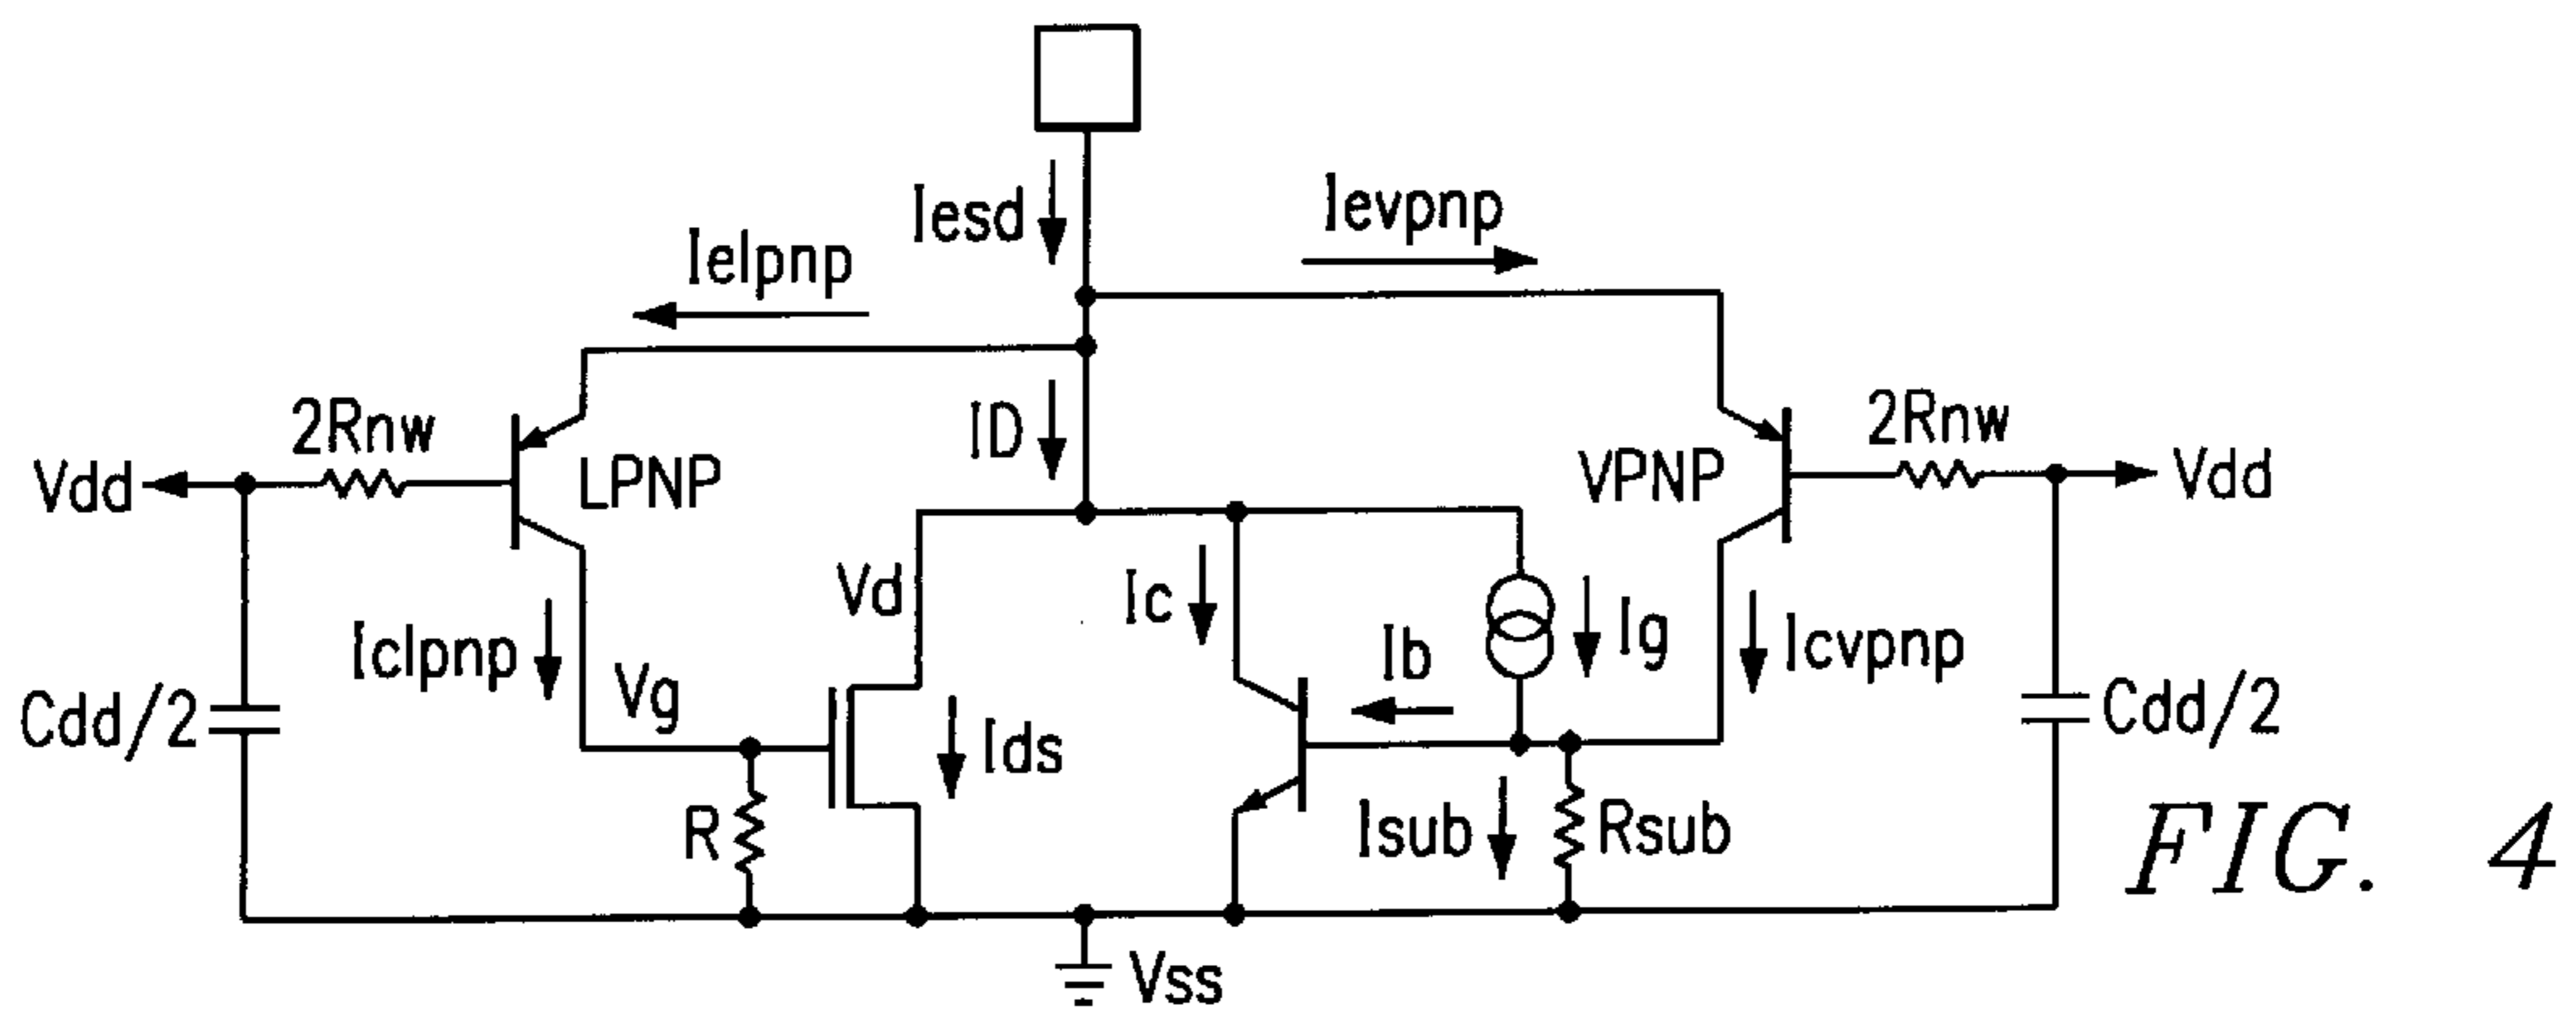 Iesd
Ievpnp
Ielpnp
2Rnw
ID
2Rnw
Vdd
LPNP
VPNP
Vdd
Vd
Ic
Ig
Iclpnp
Vg
Ib
Icvpnp
Cdd/2
Ids
Cdd/2
R
Isub
Rsub
FIG. 4
Vss